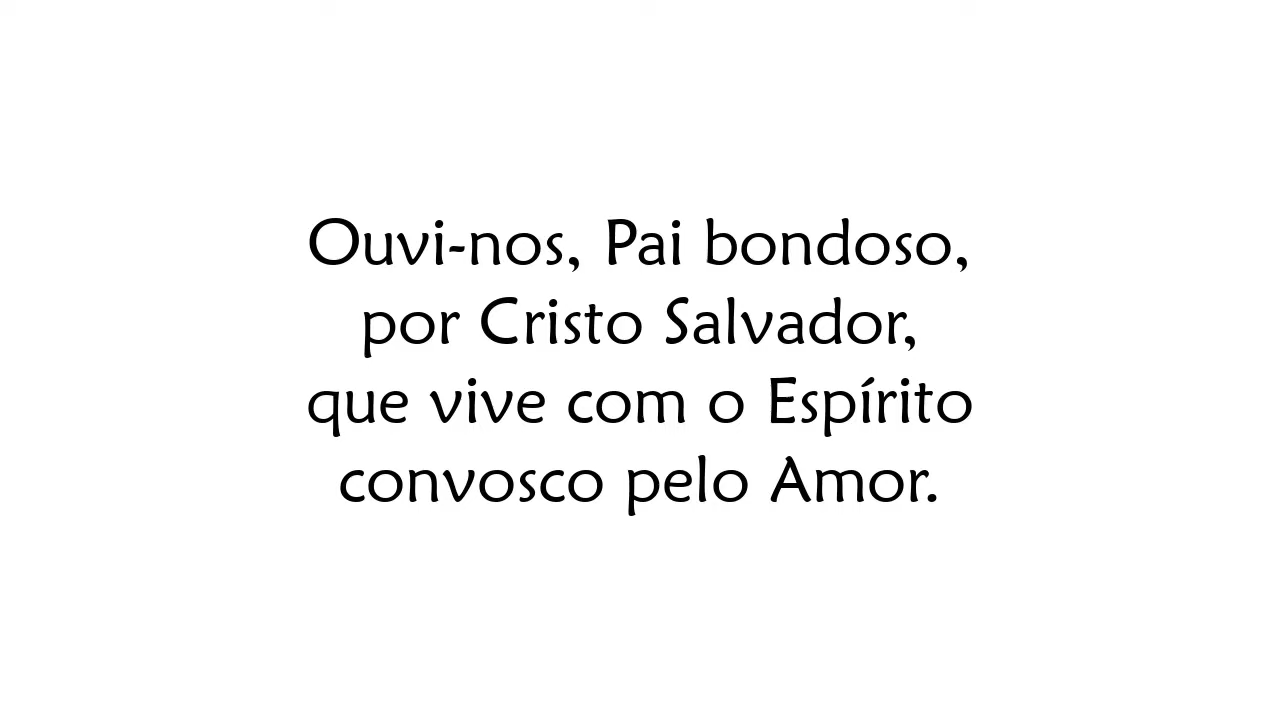 Ouvi-nos, Pai bondoso,
por Cristo Salvador,
que vive com o Espírito
convosco pelo Amor.